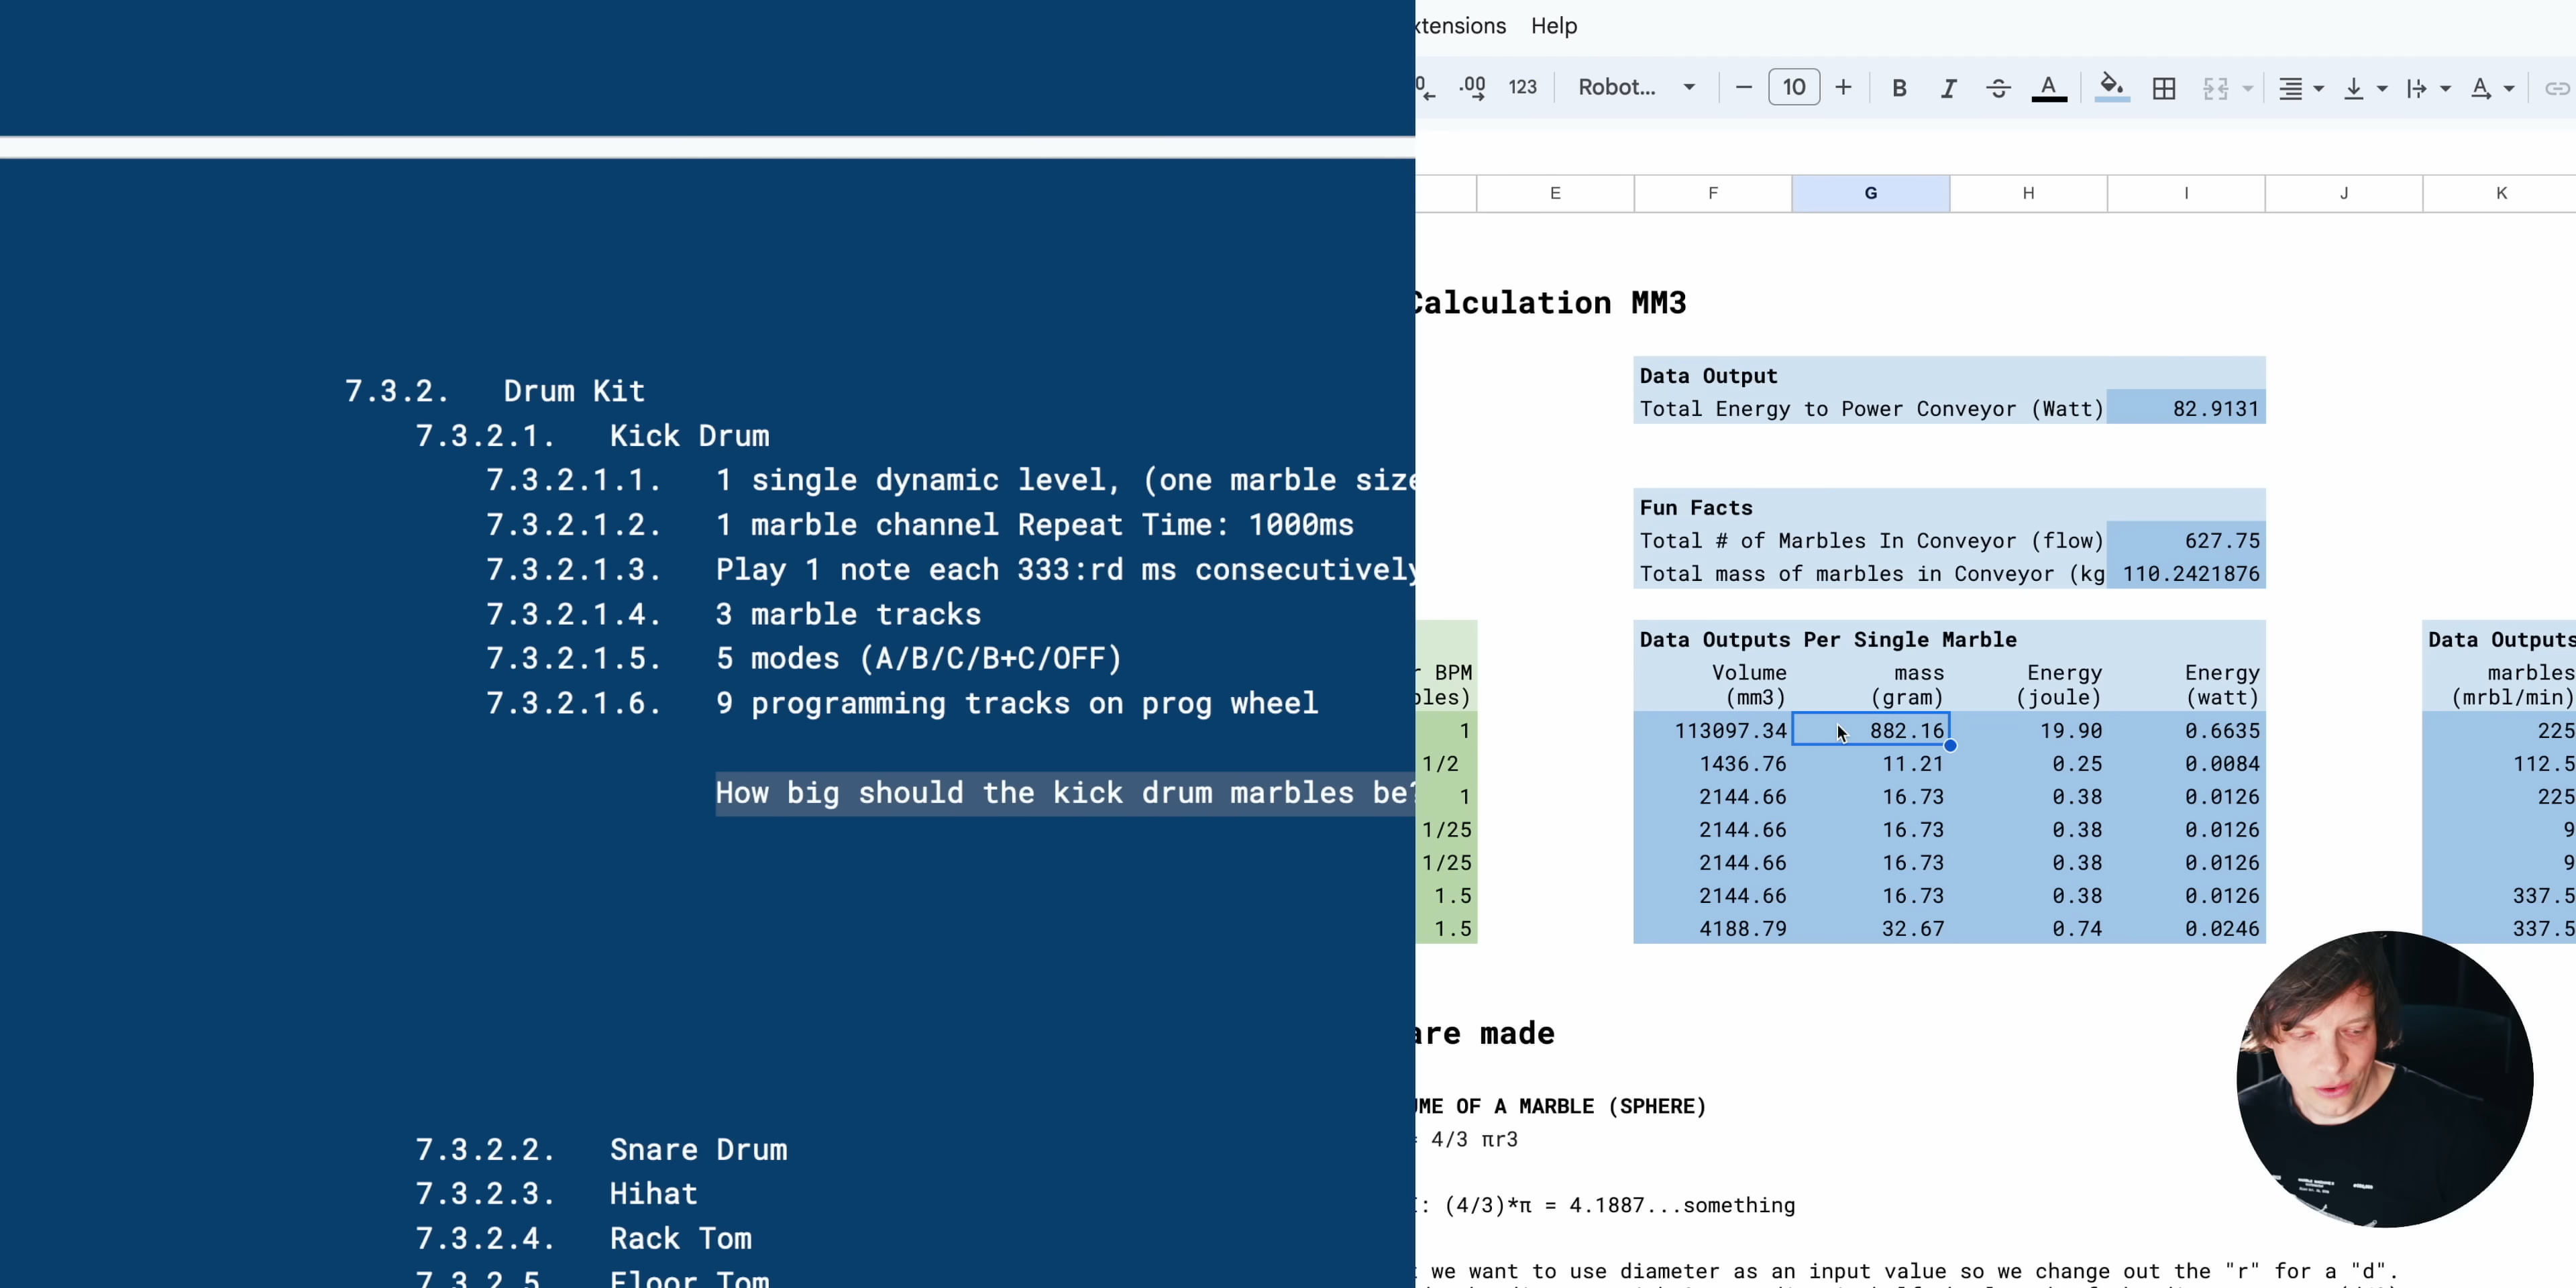 7.3.2. Drum Kit
7.3.2.1. Kick Drum
7.3.2.1.1. 1 single dynamic level, (one marble size
7.3.2.1.2. 1 marble channel Repeat Time: 1000ms
7.3.2.1.3. Play 1 note each 333:rd ms consecutively
7.3.2.1.4. 3 marble tracks
7.3.2.1.5. 5 modes (A/B/C/B+C/OFF)
7.3.2.1.6. 9 programming tracks on prog wheel
How big should the kick drum marbles be?
7.3.2.2. Snare Drum
7.3.2.3. Hihat
7.3.2.4. Rack Tom
7.3.2.5. Floor Tom
xtensions Help
.00 123 Robot... 10 B I A A
E F G H I J K
Calculation MM3
Data Output
Total Energy to Power Conveyor (Watt) 82.9131
Fun Facts
Total # of Marbles In Conveyor (flow) 627.75
Total mass of marbles in Conveyor (kg 110.2421876
Data Outputs Per Single Marble Data Outputs
r BPM Volume mass Energy Energy marbles
bles) (mm3) (gram) (joule) (watt) (mrbl/min)
1 113097.34 882.16 19.90 0.6635 225
1/2 1436.76 11.21 0.25 0.0084 112.5
1 2144.66 16.73 0.38 0.0126 225
1/25 2144.66 16.73 0.38 0.0126 9
1/25 2144.66 16.73 0.38 0.0126 9
1.5 2144.66 16.73 0.38 0.0126 337.5
1.5 4188.79 32.67 0.74 0.0246 337.5
are made
UME OF A MARBLE (SPHERE)
= 4/3 πr3
: (4/3)*π = 4.1887...something
we want to use diameter as an input value so we change out the "r" for a "d".